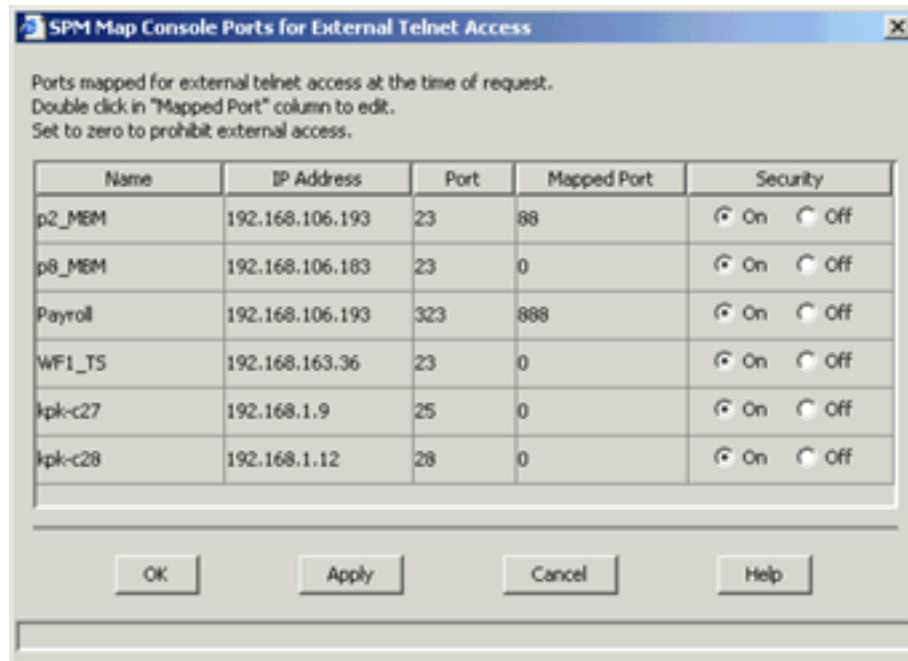 SPM Map Console Ports for External Telnet Access
Ports mapped for external telnet access at the time of request.
Double click in "Mapped Port" column to edit.
Set to zero to prohibit external access.
Name IP Address Port Mapped Port Security
p2_MBM 192.168.106.193 23 88 On Off
p8_MBM 192.168.106.183 23 0 On Off
Payroll 192.168.106.193 323 888 On Off
WF1_TS 192.168.163.36 23 0 On Off
kpk-c27 192.168.1.9 25 0 On Off
kpk-c28 192.168.1.12 28 0 On Off
OK Apply Cancel Help